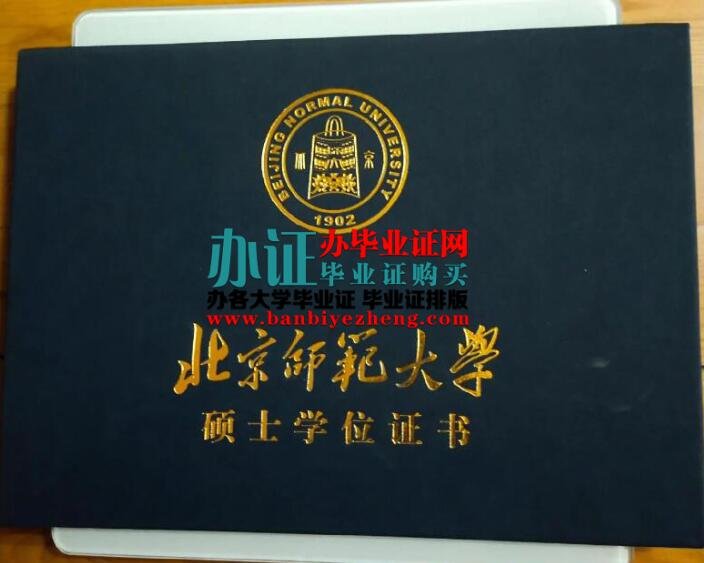 BEIJING NORMAL UNIVERSITY
京
1902
办证 办毕业证网
毕业证购买
办各大学毕业证 毕业证排版
www.banbiyezheng.com
北京师範大學
硕士学位证书